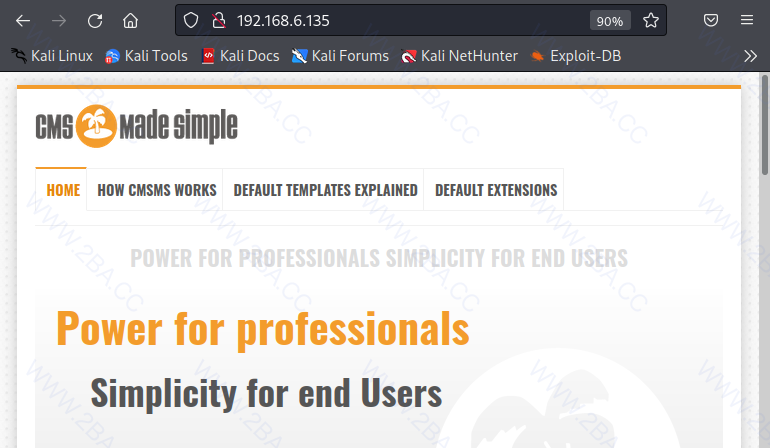 192.168.6.135
90%
Kali Linux Kali Tools Kali Docs Kali Forums Kali NetHunter Exploit-DB
CMS Made Simple
HOME HOW CMSMS WORKS DEFAULT TEMPLATES EXPLAINED DEFAULT EXTENSIONS
POWER FOR PROFESSIONALS SIMPLICITY FOR END USERS
Power for professionals
Simplicity for end Users
WWW.2BA.CC